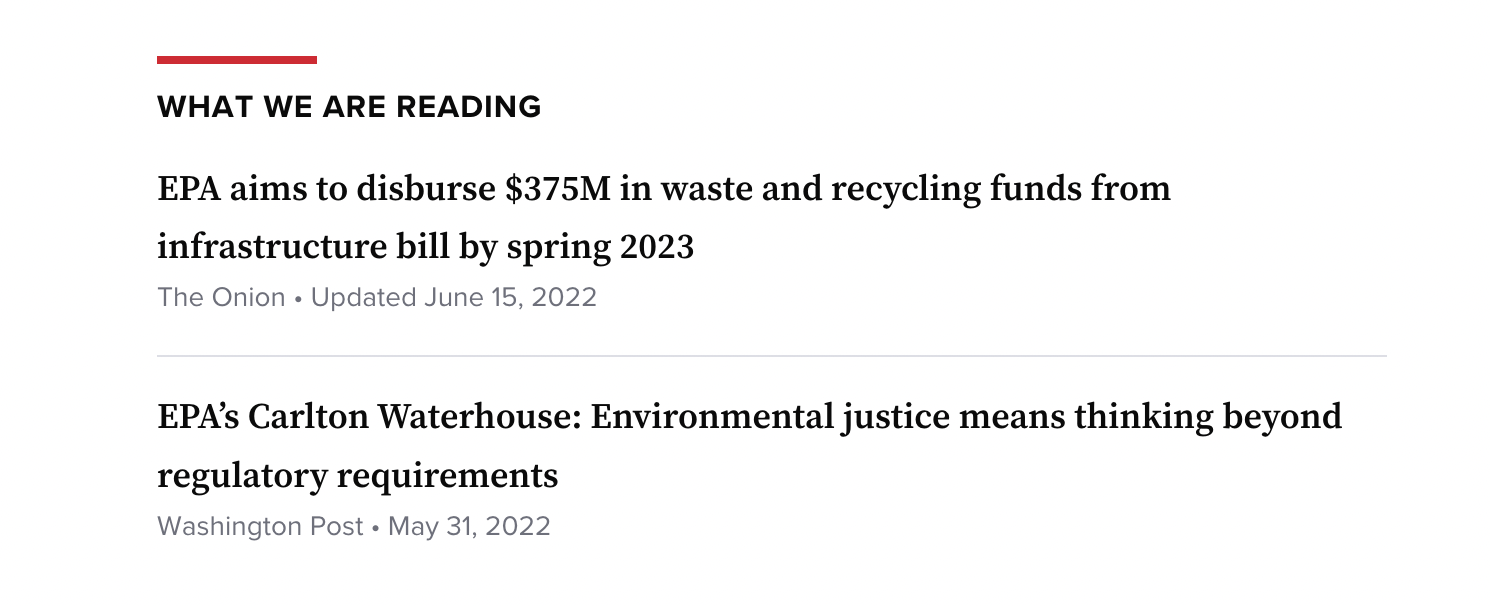 WHAT WE ARE READING
EPA aims to disburse $375M in waste and recycling funds from
infrastructure bill by spring 2023
The Onion • Updated June 15, 2022
EPA’s Carlton Waterhouse: Environmental justice means thinking beyond
regulatory requirements
Washington Post • May 31, 2022